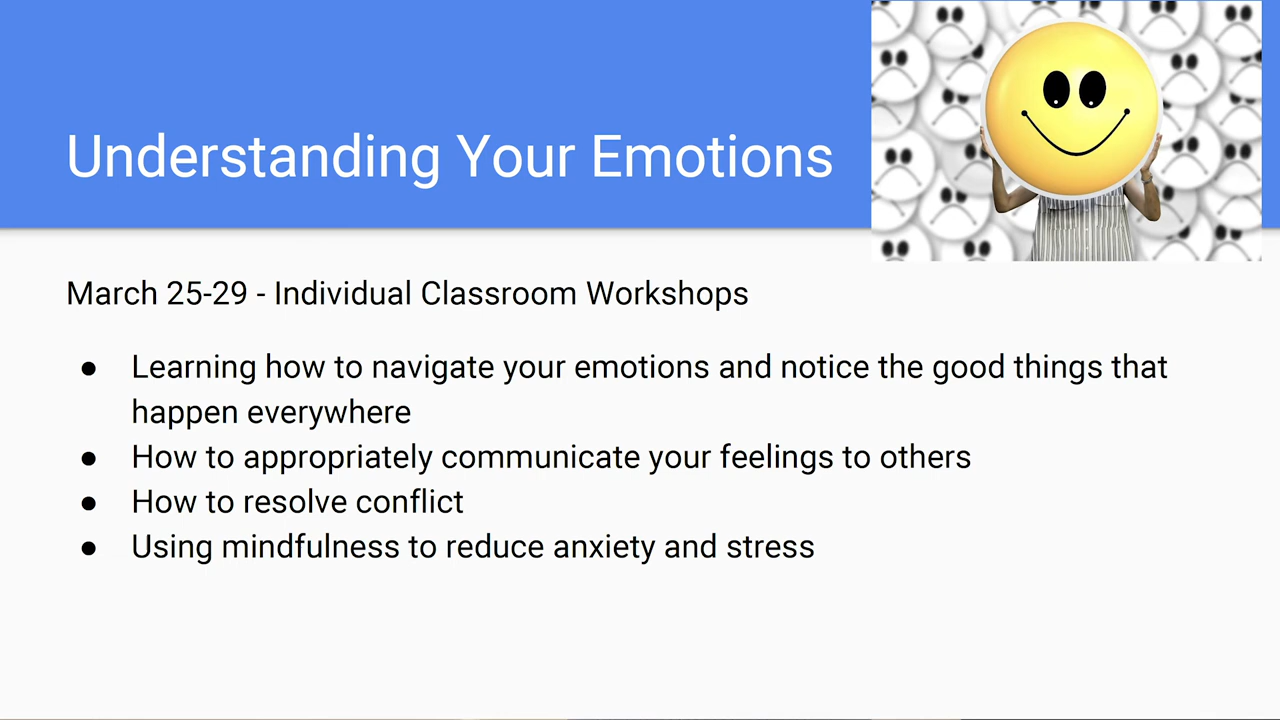 Understanding Your Emotions
March 25-29 - Individual Classroom Workshops
● Learning how to navigate your emotions and notice the good things that
happen everywhere
● How to appropriately communicate your feelings to others
● How to resolve conflict
● Using mindfulness to reduce anxiety and stress